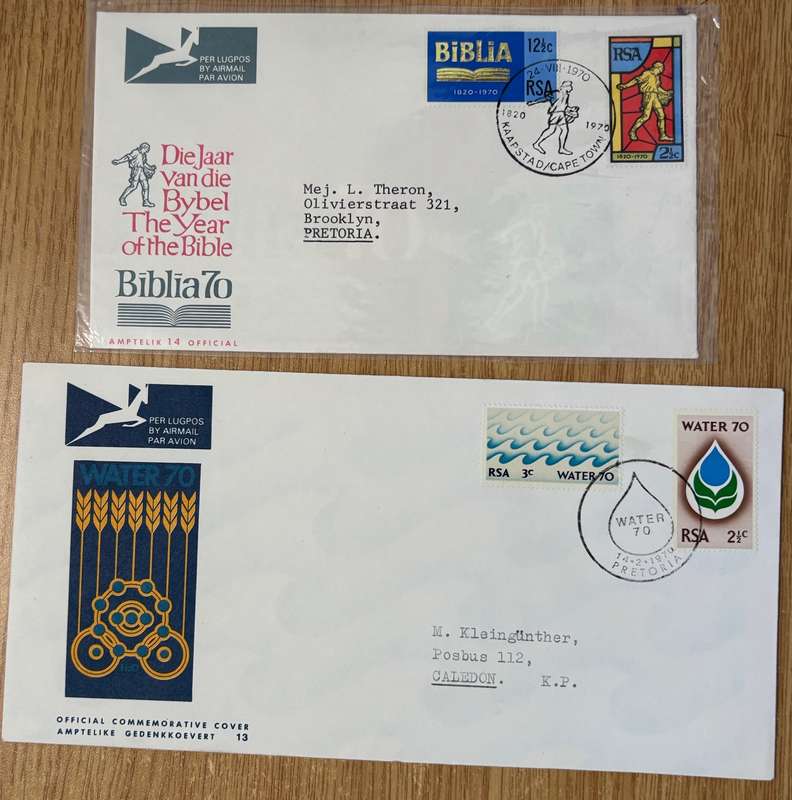 PER LUGPOS
BY AIRMAIL
PAR AVION
BIBLIA
12½c
1820-1970
RSA
24·VIII·1970
1820 1970
KAAPSTAD/CAPE TOWN
RSA
1820-1970
2½c
Die Jaar
van die
Bybel
The Year
of the Bible
Biblia 70
AMPTELIK 14 OFFICIAL
Mej. L. Theron,
Olivierstraat 321,
Brooklyn,
PRETORIA.
PER LUGPOS
BY AIRMAIL
PAR AVION
WATER 70
H₂O
OFFICIAL COMMEMORATIVE COVER
AMPTELIKE GEDENKKOEVERT 13
RSA 3c WATER 70
WATER 70
RSA 2½c
WATER
70
14·2·1970
PRETORIA
M. Kleingünther,
Posbus 112,
CALEDON. K.P.